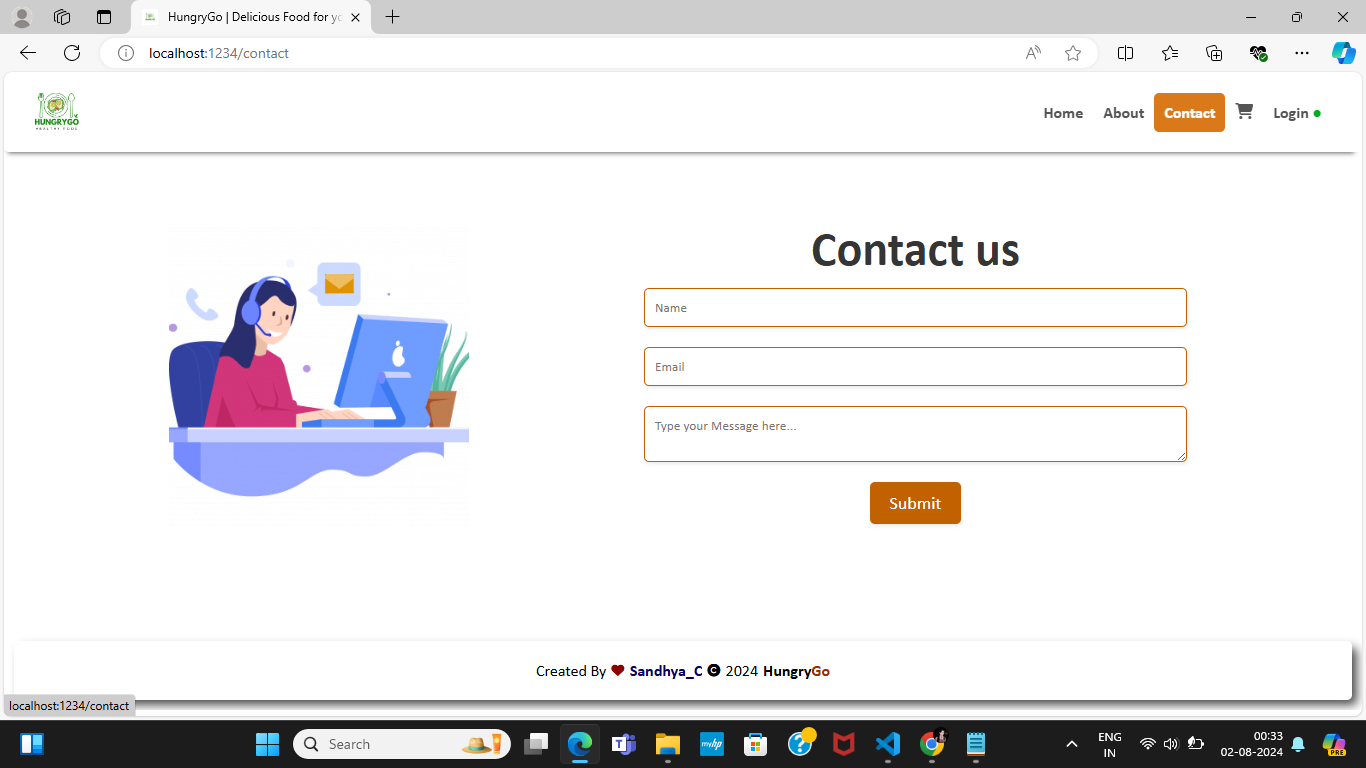 HungryGo | Delicious Food for yo
localhost:1234/contact
HUNGRYGO
HEALTHY FOOD
Home About Contact Login
Contact us
Name
Email
Type your Message here...
Submit
Created By Sandhya_C © 2024 HungryGo
localhost:1234/contact
Search
myhp
ENG
IN
00:33
02-08-2024
PRE